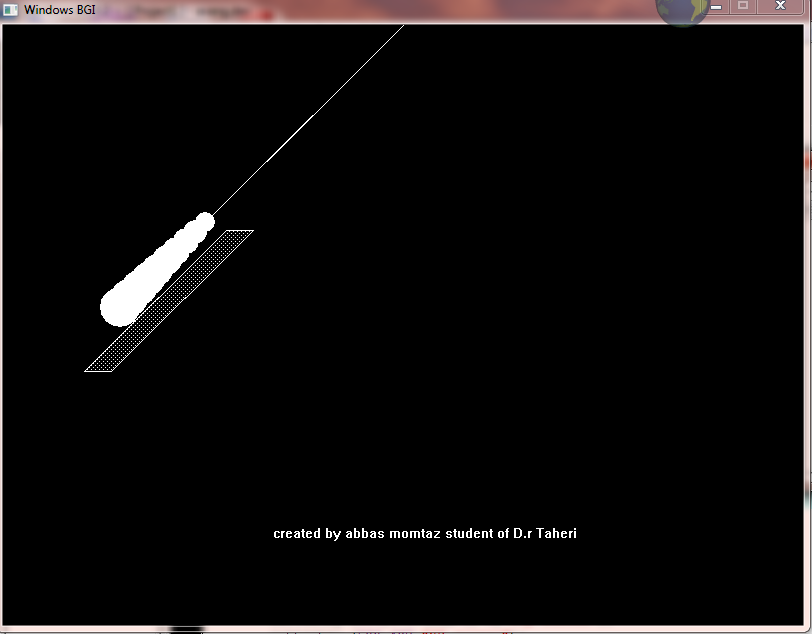 Windows BGI
created by abbas momtaz student of D.r Taheri